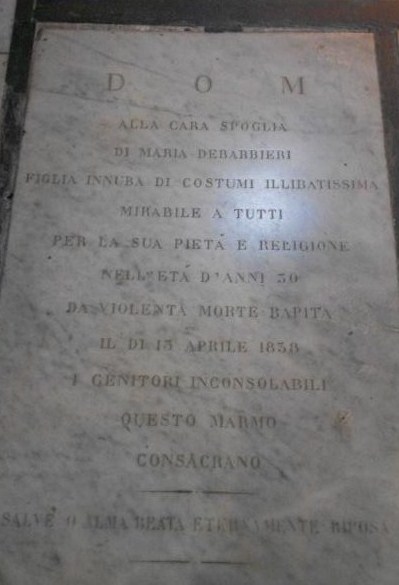 D O M
ALLA CARA SPOGLIA
DI MARIA DEBARBIERI
FIGLIA INNUBA DI COSTUMI ILLIBATISSIMA
MIRABILE A TUTTI
PER LA SUA PIETÀ E RELIGIONE
NELL'ETÀ D'ANNI 30
DA VIOLENTA MORTE RAPITA
IL DI 13 APRILE 1838
I GENITORI INCONSOLABILI
QUESTO MARMO
CONSACRANO
SALVE O ALMA BEATA ETERNAMENTE RIPOSA